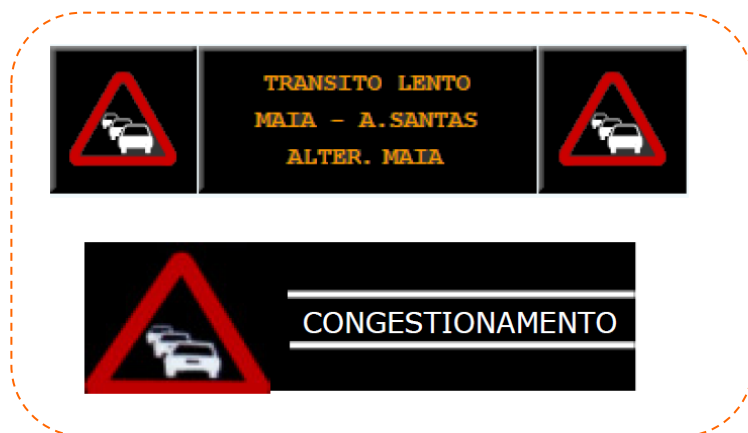 TRANSITO LENTO
MAIA - A.SANTAS
ALTER. MAIA
CONGESTIONAMENTO